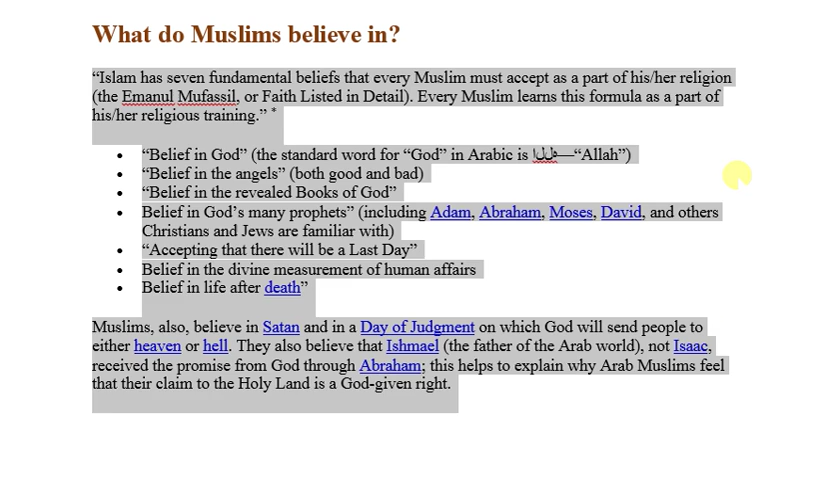 What do Muslims believe in?
“Islam has seven fundamental beliefs that every Muslim must accept as a part of his/her religion
(the Emanul Mufassil, or Faith Listed in Detail). Every Muslim learns this formula as a part of
his/her religious training.” *
• “Belief in God” (the standard word for “God” in Arabic is —“Allah”)
• “Belief in the angels” (both good and bad)
• “Belief in the revealed Books of God”
• Belief in God’s many prophets” (including Adam, Abraham, Moses, David, and others
Christians and Jews are familiar with)
• “Accepting that there will be a Last Day”
• Belief in the divine measurement of human affairs
• Belief in life after death”
Muslims, also, believe in Satan and in a Day of Judgment on which God will send people to
either heaven or hell. They also believe that Ishmael (the father of the Arab world), not Isaac,
received the promise from God through Abraham; this helps to explain why Arab Muslims feel
that their claim to the Holy Land is a God-given right.